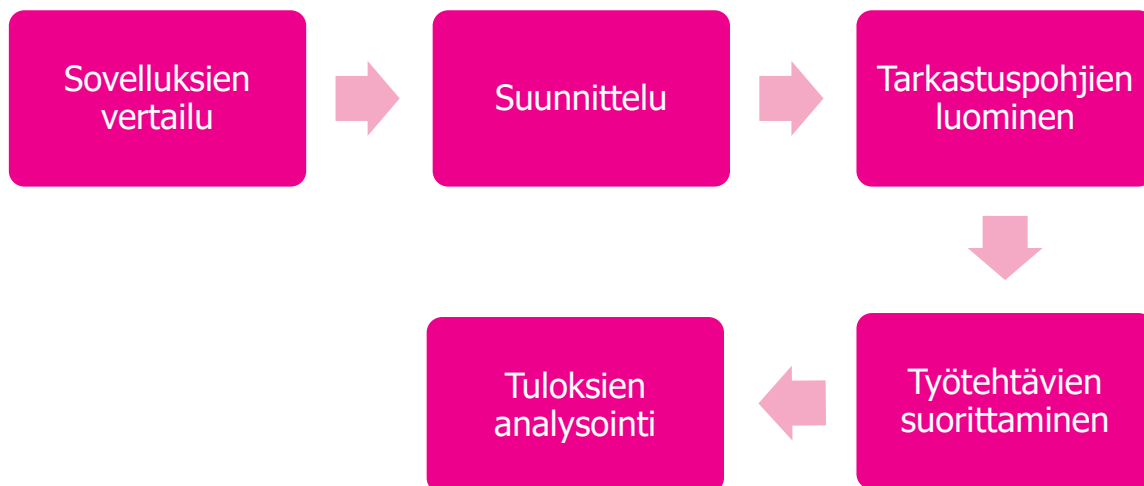 Sovelluksien
vertailu
Suunnittelu
Tarkastuspohjien
luominen
Työtehtävien
suorittaminen
Tuloksien
analysointi